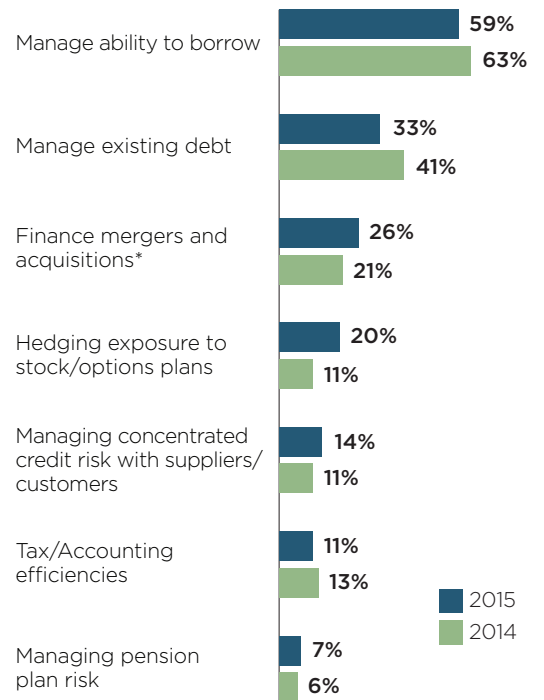 59%
Manage ability to borrow
63%
33%
Manage existing debt
41%
26%
Finance mergers and
acquisitions*
21%
20%
Hedging exposure to
stock/options plans
11%
14%
Managing concentrated
credit risk with suppliers/
customers
11%
11%
Tax/Accounting
efficiencies
13%
2015
2014
7%
Managing pension
plan risk
6%